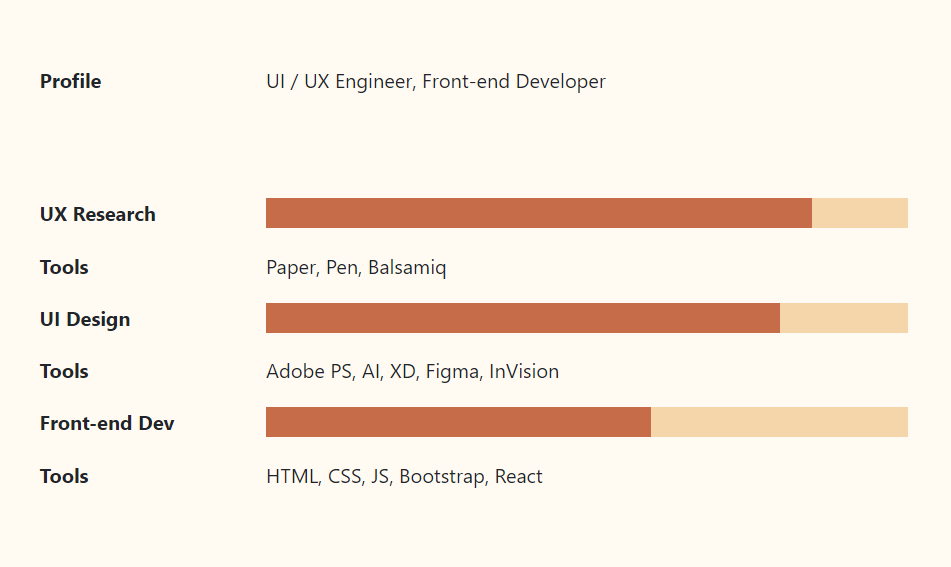 Profile UI / UX Engineer, Front-end Developer
UX Research
Tools Paper, Pen, Balsamiq
UI Design
Tools Adobe PS, AI, XD, Figma, InVision
Front-end Dev
Tools HTML, CSS, JS, Bootstrap, React